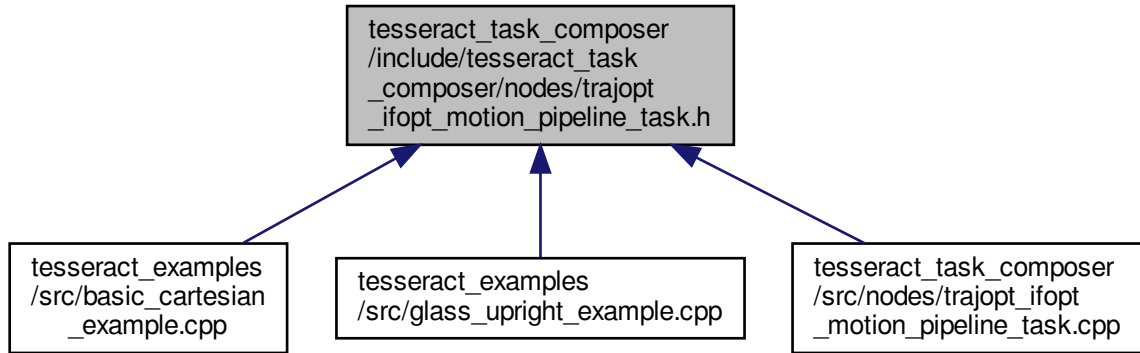 tesseract_task_composer
/include/tesseract_task
_composer/nodes/trajopt
_ifopt_motion_pipeline_task.h
tesseract_examples
/src/basic_cartesian
_example.cpp
tesseract_examples
/src/glass_upright_example.cpp
tesseract_task_composer
/src/nodes/trajopt_ifopt
_motion_pipeline_task.cpp